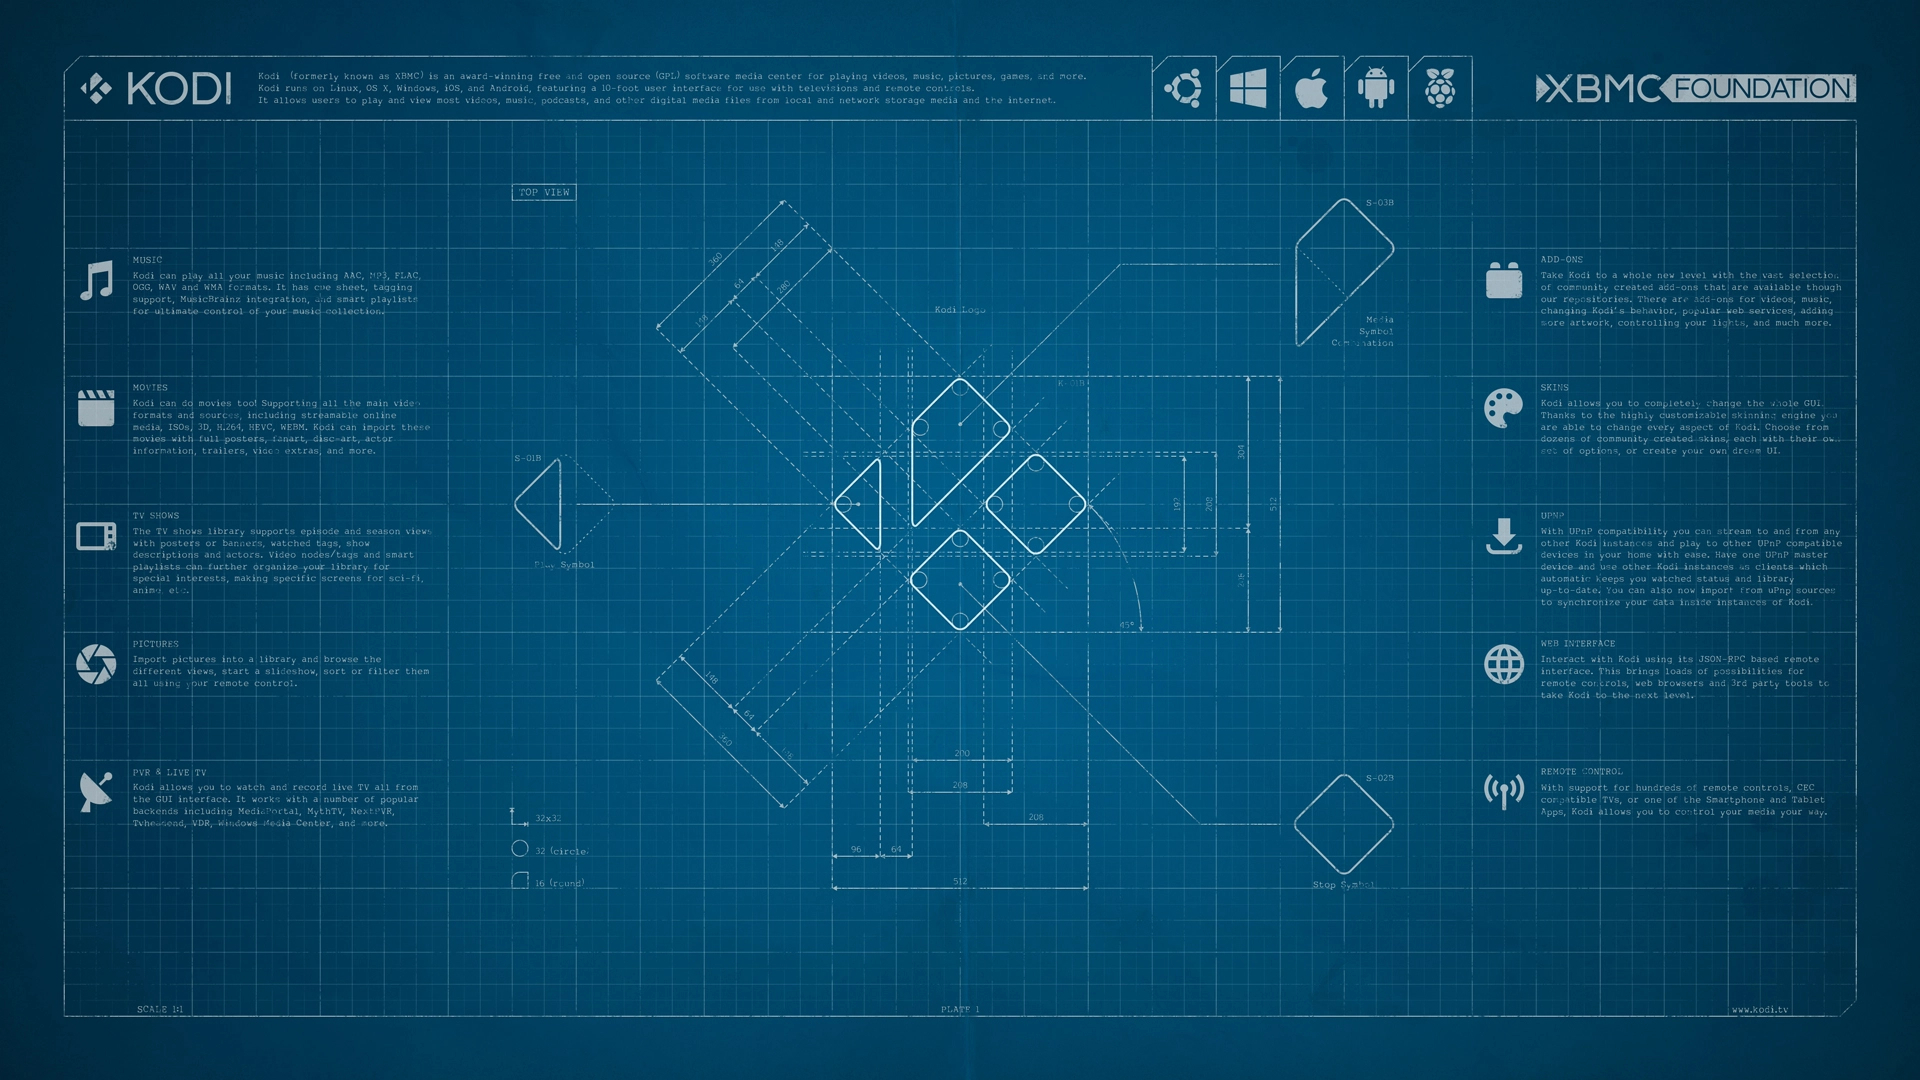 KODI
Kodi (formerly known as XBMC) is an award-winning free and open source (GPL) software media center for playing videos, music, pictures, games, and more.
Kodi runs on Linux, OS X, Windows, iOS, and Android, featuring a 10-foot user interface for use with televisions and remote controls.
It allows users to play and view most videos, music, podcasts, and other digital media files from local and network storage media and the internet.
XBMC FOUNDATION
TOP VIEW
MUSIC
Kodi can play all your music including AAC, MP3, FLAC,
OGG, WAV and WMA formats. It has cue sheet, tagging
support, MusicBrainz integration, and smart playlists
for ultimate control of your music collection.
MOVIES
Kodi can do movies too! Supporting all the main video
formats and sources, including streamable online
media, ISOs, 3D, H.264, HEVC, WEBM. Kodi can import these
movies with full posters, fanart, disc-art, actor
information, trailers, video extras, and more.
TV SHOWS
The TV shows library supports episode and season views
with posters or banners, watched tags, show
descriptions and actors. Video nodes/tags and smart
playlists can further organize your library for
special interests, making specific screens for sci-fi,
anime, etc.
PICTURES
Import pictures into a library and browse the
different views, start a slideshow, sort or filter them
all using your remote control.
PVR & LIVE TV
Kodi allows you to watch and record live TV all from
the GUI interface. It works with a number of popular
backends including MediaPortal, MythTV, NextPVR,
Tvheadend, VDR, Windows Media Center, and more.
360
148
64
148
280
Kodi Logo
K-01B
S-03B
Media
Symbol
Combination
S-01B
Play Symbol
304
192
208
512
45°
148
64
360
200
208
208
96
64
512
32x32
32 (circle)
16 (round)
S-02B
Stop Symbol
ADD-ONS
Take Kodi to a whole new level with the vast selection
of community created add-ons that are available though
our repositories. There are add-ons for videos, music,
changing Kodi's behavior, popular web services, adding
more artwork, controlling your lights, and much more.
SKINS
Kodi allows you to completely change the whole GUI.
Thanks to the highly customizable skinning engine you
are able to change every aspect of Kodi. Choose from
dozens of community created skins, each with their own
set of options, or create your own dream UI.
UPNP
With UPnP compatibility you can stream to and from any
other Kodi instances and play to other UPnP compatible
devices in your home with ease. Have one UPnP master
device and use other Kodi instances as clients which
automatic keeps you watched status and library
up-to-date. You can also now import from uPnp sources
to synchronize your data inside instances of Kodi.
WEB INTERFACE
Interact with Kodi using its JSON-RPC based remote
interface. This brings loads of possibilities for
remote controls, web browsers and 3rd party tools to
take Kodi to the next level.
REMOTE CONTROL
With support for hundreds of remote controls, CEC
compatible TVs, or one of the Smartphone and Tablet
Apps, Kodi allows you to control your media your way.
SCALE 1:1
PLATE 1
www.kodi.tv